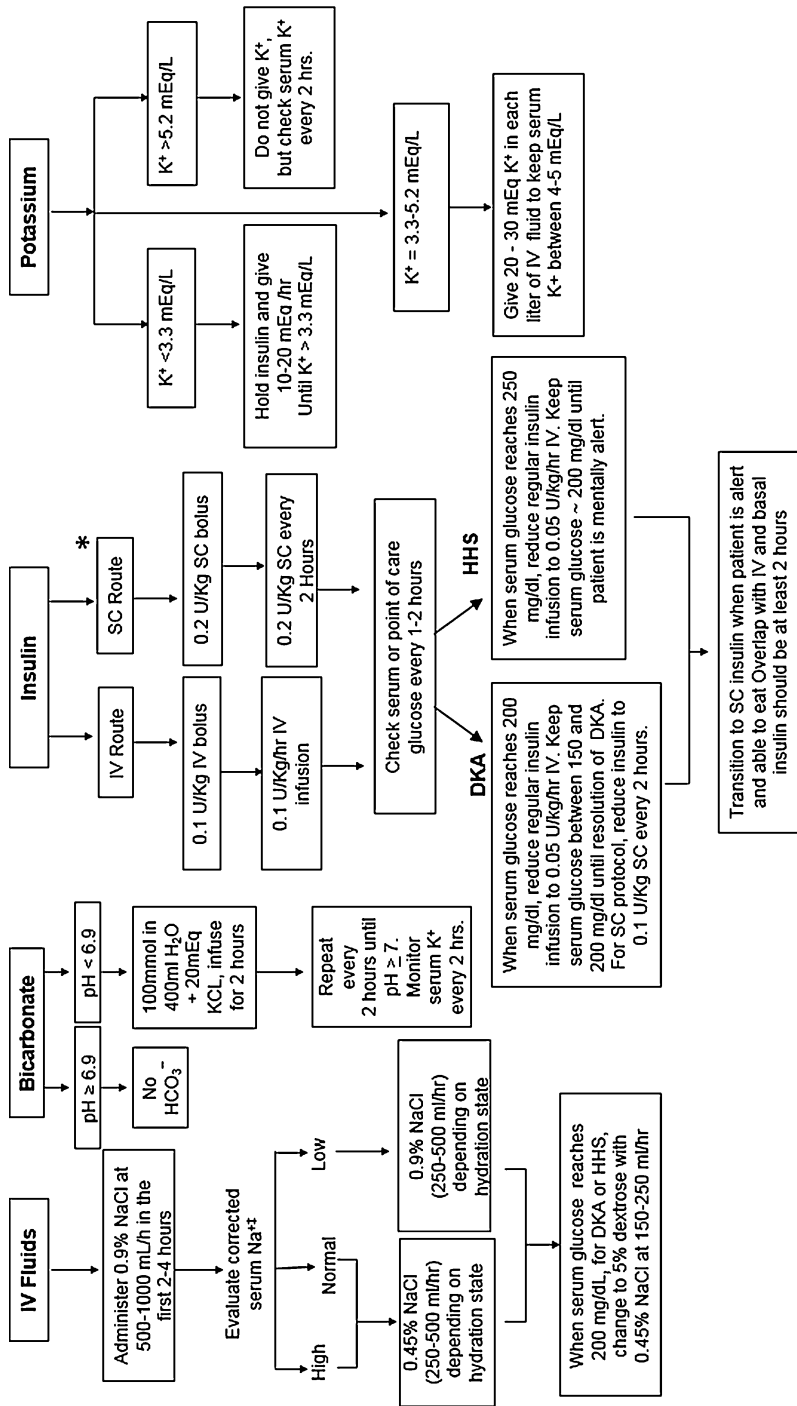 IV Fluids
Administer 0.9% NaCl at
500-1000 mL/h in the
first 2-4 hours
Evaluate corrected
serum Na⁺‡
High
Normal
Low
0.45% NaCl
(250-500 ml/hr)
depending on
hydration state
0.9% NaCl
(250-500 ml/hr)
depending on
hydration state
When serum glucose reaches
200 mg/dL, for DKA or HHS,
change to 5% dextrose with
0.45% NaCl at 150-250 ml/hr
Bicarbonate
pH ≥ 6.9
No
HCO₃⁻
pH < 6.9
100mmol in
400ml H₂O
+ 20mEq
KCL, infuse
for 2 hours
Repeat
every
2 hours until
pH ≥ 7.
Monitor
serum K⁺
every 2 hrs.
Insulin
IV Route
0.1 U/Kg IV bolus
0.1 U/Kg/hr IV
infusion
*
SC Route
0.2 U/Kg SC bolus
0.2 U/Kg SC every
2 Hours
Check serum or point of care
glucose every 1-2 hours
DKA
When serum glucose reaches 200
mg/dl, reduce regular insulin
infusion to 0.05 U/kg/hr IV. Keep
serum glucose between 150 and
200 mg/dl until resolution of DKA.
For SC protocol, reduce insulin to
0.1 U/Kg SC every 2 hours.
HHS
When serum glucose reaches 250
mg/dl, reduce regular insulin
infusion to 0.05 U/kg/hr IV. Keep
serum glucose ~ 200 mg/dl until
patient is mentally alert.
Transition to SC insulin when patient is alert
and able to eat Overlap with IV and basal
insulin should be at least 2 hours
Potassium
K⁺ <3.3 mEq/L
Hold insulin and give
10-20 mEq /hr
Until K⁺ > 3.3 mEq/L
K⁺ >5.2 mEq/L
Do not give K⁺,
but check serum K⁺
every 2 hrs.
K⁺ = 3.3-5.2 mEq/L
Give 20 - 30 mEq K⁺ in each
liter of IV fluid to keep serum
K+ between 4-5 mEq/L